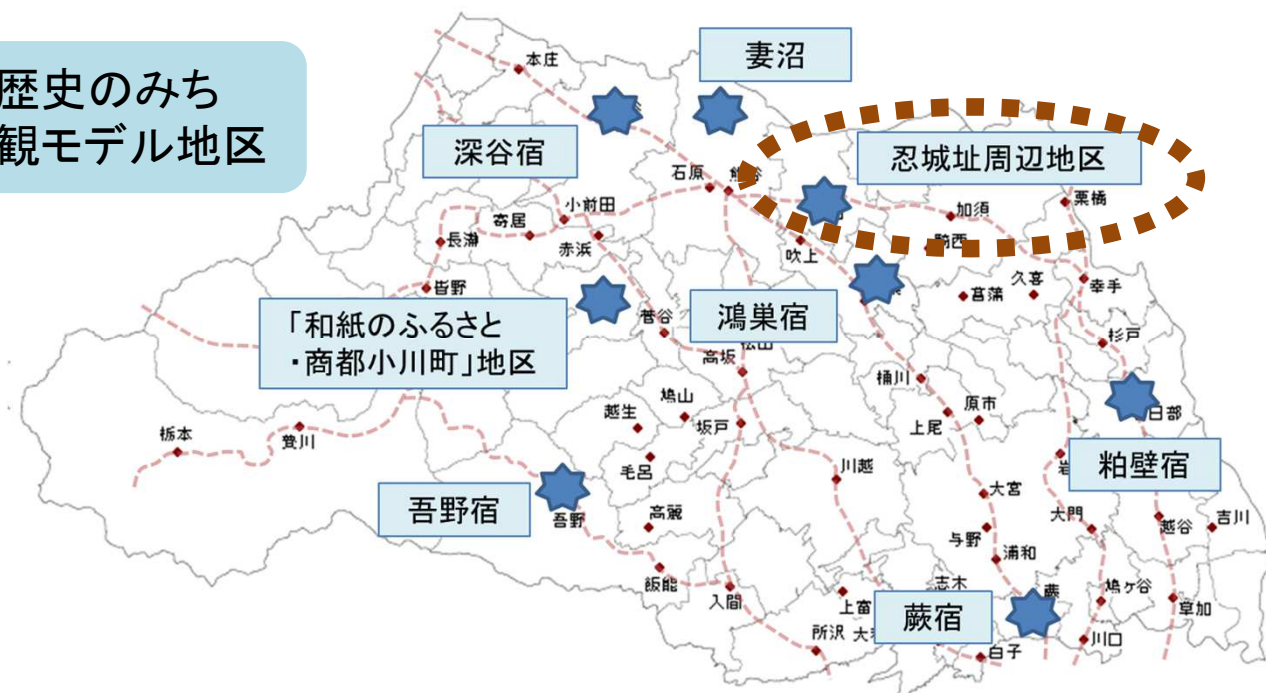 歴史のみち
観モデル地区
妻沼
深谷宿
忍城址周辺地区
「和紙のふるさと
・商都小川町」地区
鴻巣宿
吾野宿
粕壁宿
蕨宿
本庄
石原
小前田
寄居
赤浜
長瀞
皆野
菅谷
高坂
加須
栗橋
騎西
吹上
菖蒲
久喜
幸手
杉戸
桶川
原市
上尾
栃本
贄川
越生
鳩山
坂戸
毛呂
川越
高麗
吾野
飯能
入間
所沢
上富
志木
大宮
与野
浦和
大門
越谷
吉川
鳩ヶ谷
草加
川口
白子
蕨
日部